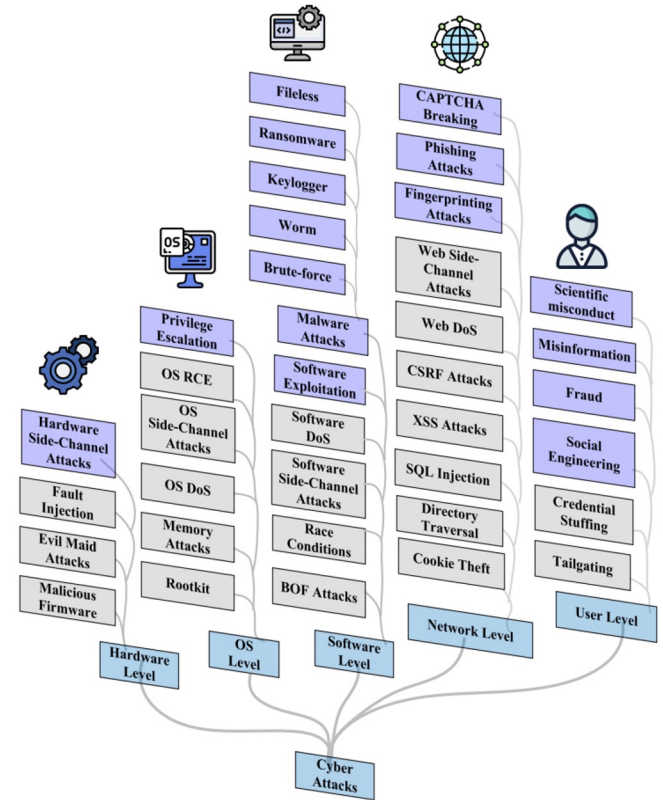 </>
OS
Fileless
Ransomware
Keylogger
Worm
Brute-force
Malware
Attacks
Software
Exploitation
Software
DoS
Software
Side-Channel
Attacks
Race
Conditions
BOF Attacks
Software
Level
CAPTCHA
Breaking
Phishing
Attacks
Fingerprinting
Attacks
Web Side-
Channel
Attacks
Web DoS
CSRF Attacks
XSS Attacks
SQL Injection
Directory
Traversal
Cookie Theft
Network Level
Scientific
misconduct
Misinformation
Fraud
Social
Engineering
Credential
Stuffing
Tailgating
User Level
Privilege
Escalation
OS RCE
OS
Side-Channel
Attacks
OS DoS
Memory
Attacks
Rootkit
OS
Level
Hardware
Side-Channel
Attacks
Fault
Injection
Evil Maid
Attacks
Malicious
Firmware
Hardware
Level
Cyber
Attacks